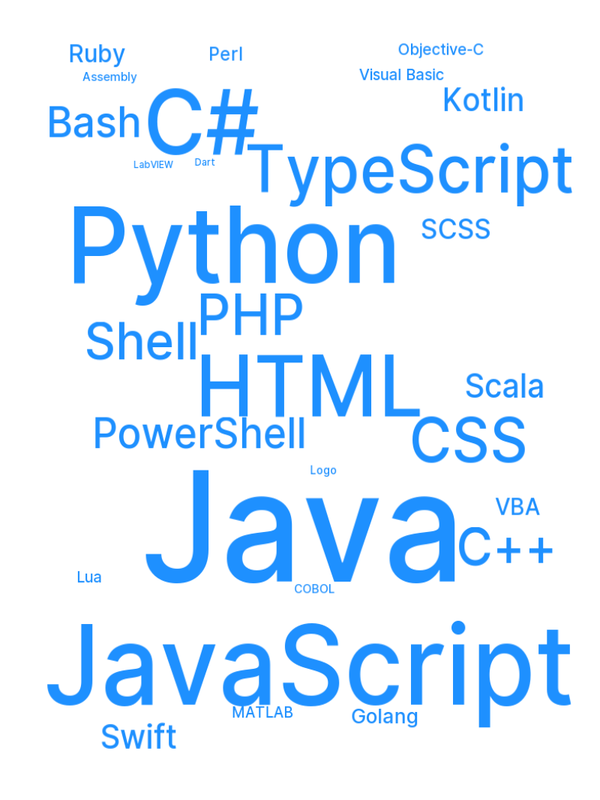 Ruby
Perl
Objective-C
Assembly
Visual Basic
Kotlin
Bash
C#
LabVIEW
Dart
TypeScript
Python
SCSS
PHP
Shell
HTML
Scala
PowerShell
CSS
Logo
Java
VBA
C++
Lua
COBOL
JavaScript
MATLAB
Golang
Swift